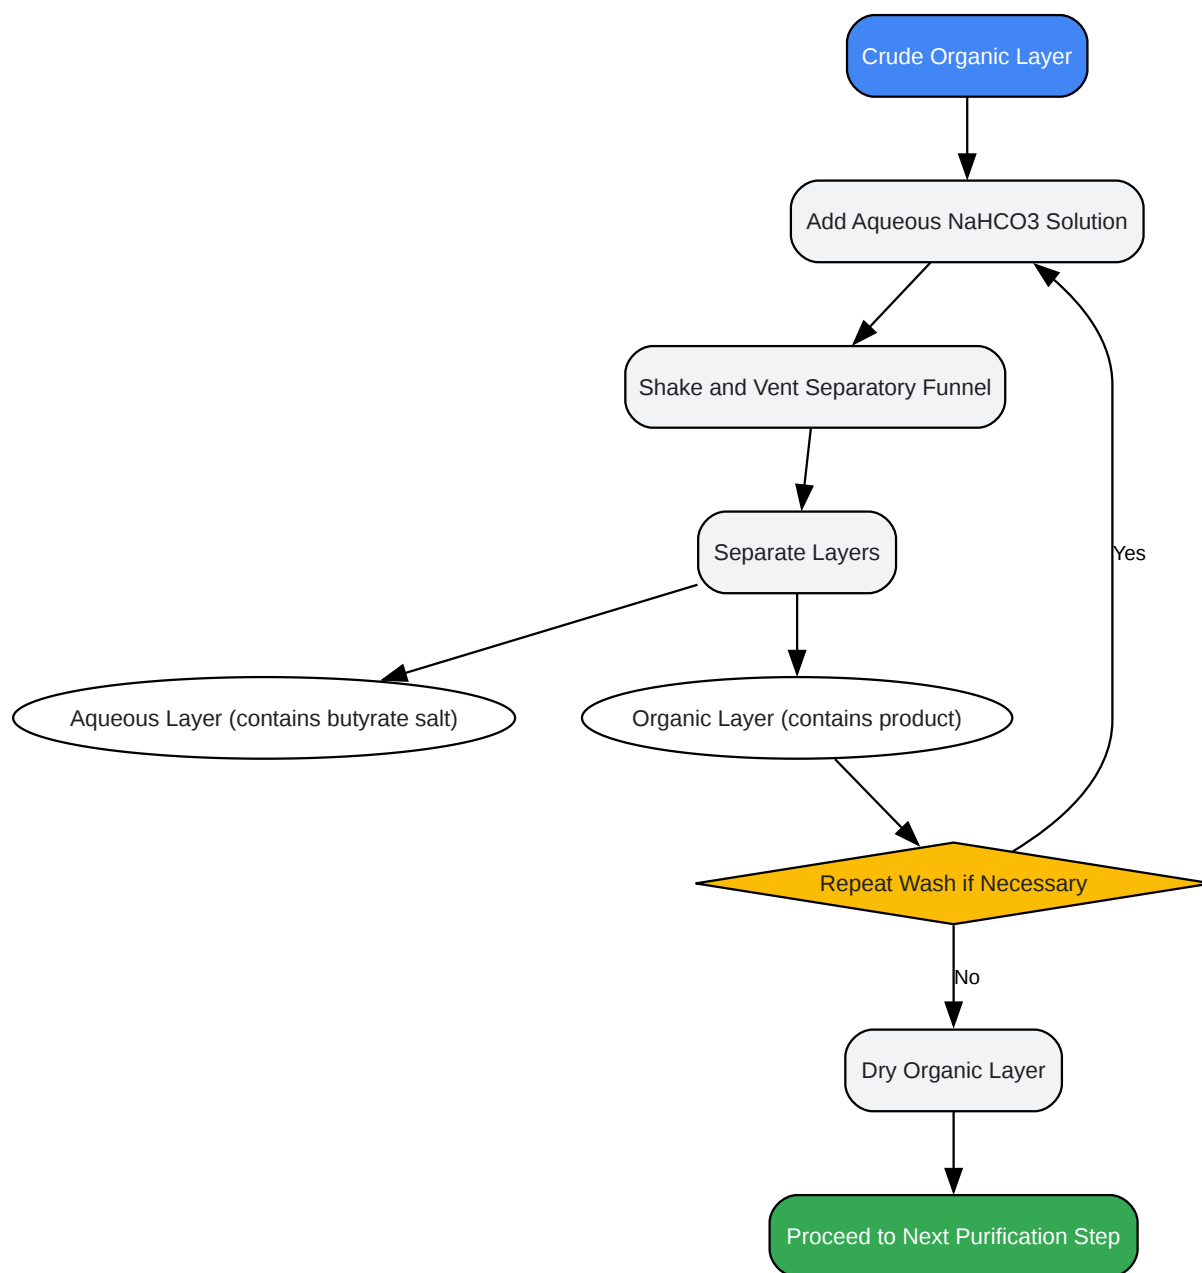 Crude Organic Layer
Add Aqueous NaHCO3 Solution
Shake and Vent Separatory Funnel
Separate Layers
Yes
Aqueous Layer (contains butyrate salt)
Organic Layer (contains product)
Repeat Wash if Necessary
No
Dry Organic Layer
Proceed to Next Purification Step